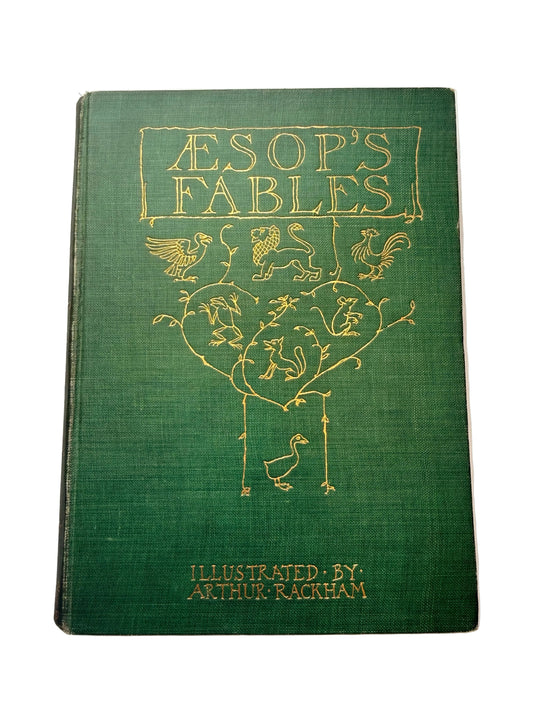 ÆSOP'S
FABLES
ILLUSTRATED·BY·
ARTHUR·RACKHAM